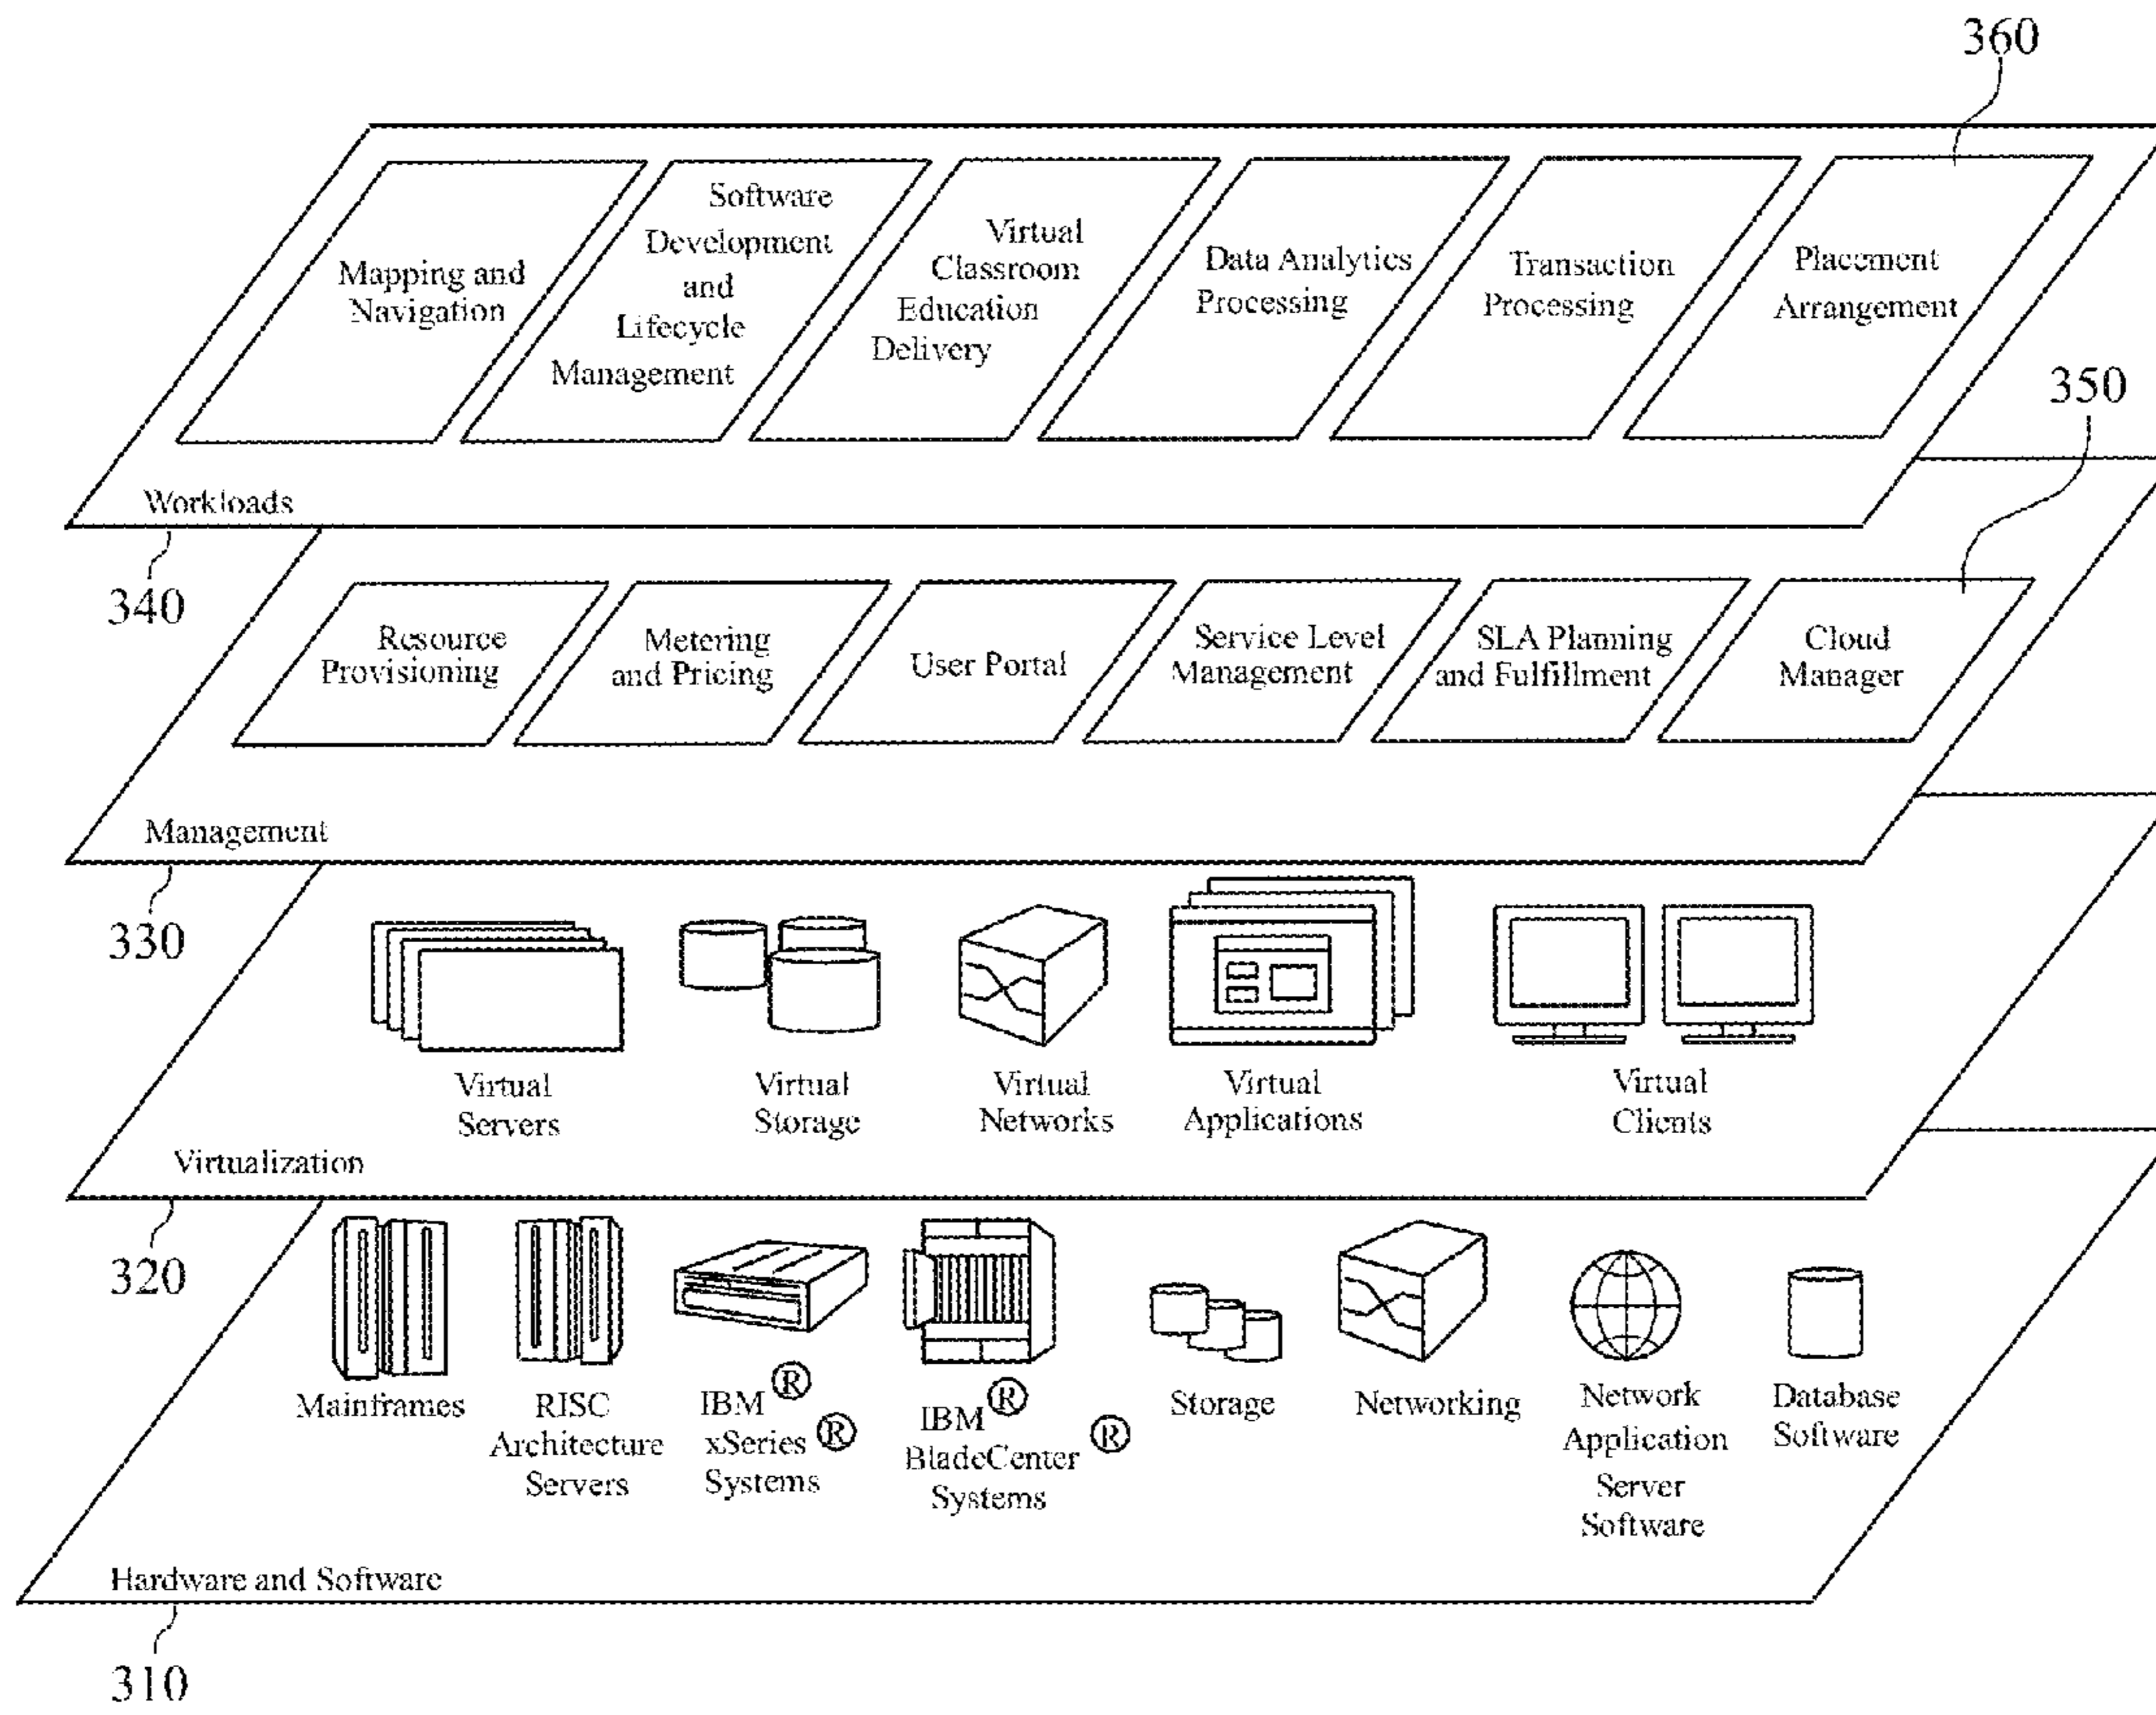 360
Mapping and
Navigation
Software
Development
and
Lifecycle
Management
Virtual
Classroom
Education
Delivery
Data Analytics
Processing
Transaction
Processing
Placement
Arrangement
350
Workloads
340
Resource
Provisioning
Metering
and Pricing
User Portal
Service Level
Management
SLA Planning
and Fulfillment
Cloud
Manager
Management
330
Virtual
Servers
Virtual
Storage
Virtual
Networks
Virtual
Applications
Virtual
Clients
Virtualization
320
Mainframes
RISC
Architecture
Servers
IBM ®
xSeries ®
Systems
IBM ®
BladeCenter ®
Systems
Storage
Networking
Network
Application
Server
Software
Database
Software
Hardware and Software
310